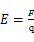 E = F/q